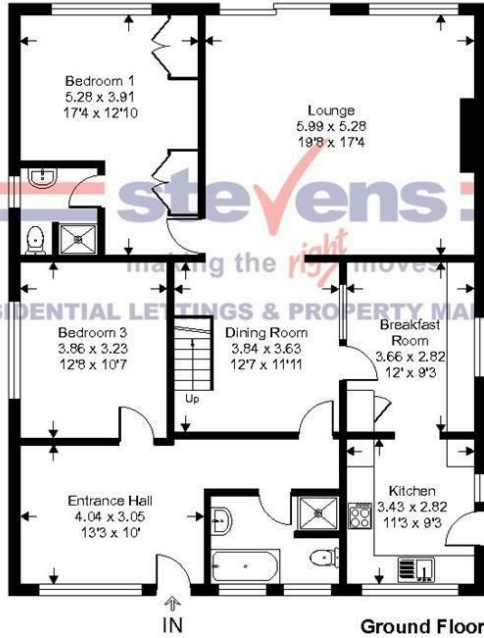 Bedroom 1
5.28 x 3.91
17'4 x 12'10
Lounge
5.99 x 5.28
19'8 x 17'4
stevens
making the right moves
SIDENTIAL LETTINGS & PROPERTY MA
Bedroom 3
3.86 x 3.23
12'8 x 10'7
Dining Room
3.84 x 3.63
12'7 x 11'11
Breakfast
Room
3.66 x 2.82
12' x 9'3
Up
Entrance Hall
4.04 x 3.05
13'3 x 10'
Kitchen
3.43 x 2.82
11'3 x 9'3
IN
Ground Floor